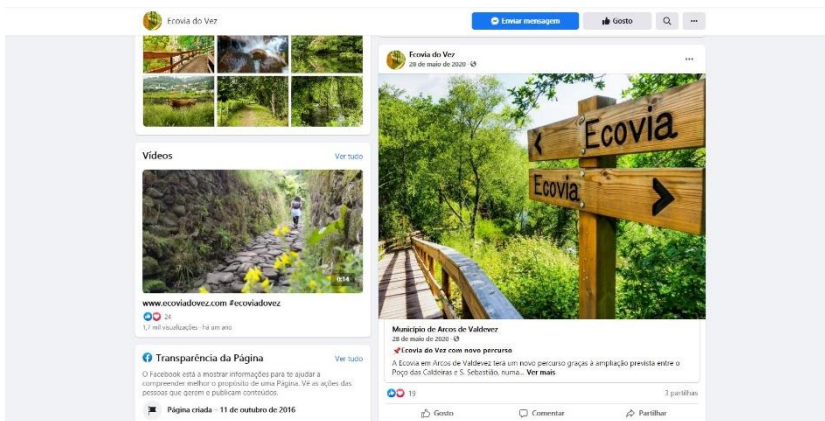 Ecovia do Vez
Enviar mensagem
Gosto
Vídeos
Ver tudo
0:14
www.ecoviadovez.com #ecoviadovez
24
1,7 mil visualizações · há um ano
Transparência da Página
Ver tudo
O Facebook está a mostrar informações para te ajudar a
compreender melhor o propósito de uma Página. Vê as ações das
pessoas que gerem e publicam conteúdos.
Página criada - 11 de outubro de 2016
Ecovia do Vez
28 de maio de 2020
Ecovia
Ecovia
Município de Arcos de Valdevez
28 de maio de 2020
Ecovia do Vez com novo percurso
A Ecovia em Arcos de Valdevez terá um novo percurso graças à ampliação prevista entre o
Poço das Caldeiras e S. Sebastião, numa... Ver mais
19
3 partilhas
Gosto
Comentar
Partilhar